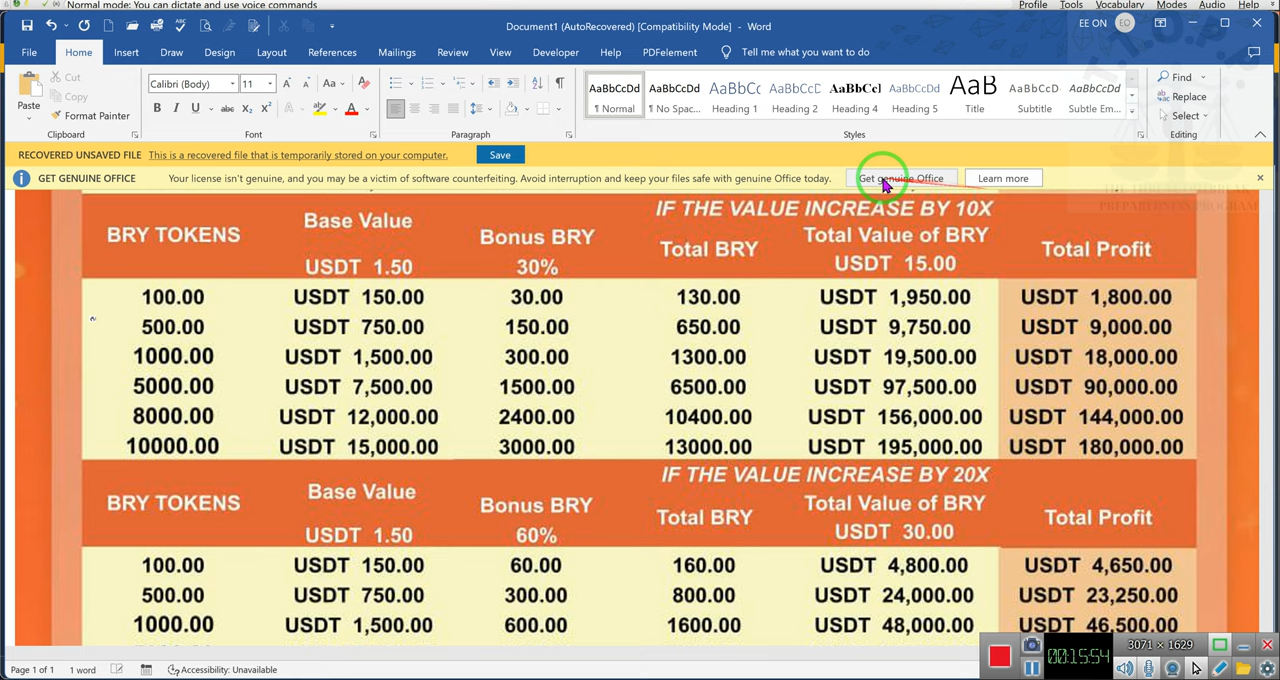 Normal mode: You can dictate and use voice commands
Profile Tools Vocabulary Modes Audio Help
Document1 (AutoRecovered) [Compatibility Mode] - Word
EE ON EO
File Home Insert Draw Design Layout References Mailings Review View Developer Help PDFelement Tell me what you want to do
Paste
Cut
Copy
Format Painter
Clipboard
Calibri (Body) 11
Font
Paragraph
AaBbCcDd AaBbCcDd AaBbCc AaBbCcD AaBbCcI AaBbCcDd AaB AaBbCcD AaBbCcDd
¶ Normal ¶ No Spac... Heading 1 Heading 2 Heading 4 Heading 5 Title Subtitle Subtle Em...
Styles
Find
Replace
Select
Editing
RECOVERED UNSAVED FILE This is a recovered file that is temporarily stored on your computer. Save
GET GENUINE OFFICE Your license isn't genuine, and you may be a victim of software counterfeiting. Avoid interruption and keep your files safe with genuine Office today. Get genuine Office Learn more
IF THE VALUE INCREASE BY 10X
BRY TOKENS Base Value USDT 1.50 Bonus BRY 30% Total BRY Total Value of BRY USDT 15.00 Total Profit
100.00 USDT 150.00 30.00 130.00 USDT 1,950.00 USDT 1,800.00
500.00 USDT 750.00 150.00 650.00 USDT 9,750.00 USDT 9,000.00
1000.00 USDT 1,500.00 300.00 1300.00 USDT 19,500.00 USDT 18,000.00
5000.00 USDT 7,500.00 1500.00 6500.00 USDT 97,500.00 USDT 90,000.00
8000.00 USDT 12,000.00 2400.00 10400.00 USDT 156,000.00 USDT 144,000.00
10000.00 USDT 15,000.00 3000.00 13000.00 USDT 195,000.00 USDT 180,000.00
IF THE VALUE INCREASE BY 20X
BRY TOKENS Base Value USDT 1.50 Bonus BRY 60% Total BRY Total Value of BRY USDT 30.00 Total Profit
100.00 USDT 150.00 60.00 160.00 USDT 4,800.00 USDT 4,650.00
500.00 USDT 750.00 300.00 800.00 USDT 24,000.00 USDT 23,250.00
1000.00 USDT 1,500.00 600.00 1600.00 USDT 48,000.00 USDT 46,500.00
3071 × 1629
00:15:54
Page 1 of 1 1 word Accessibility: Unavailable